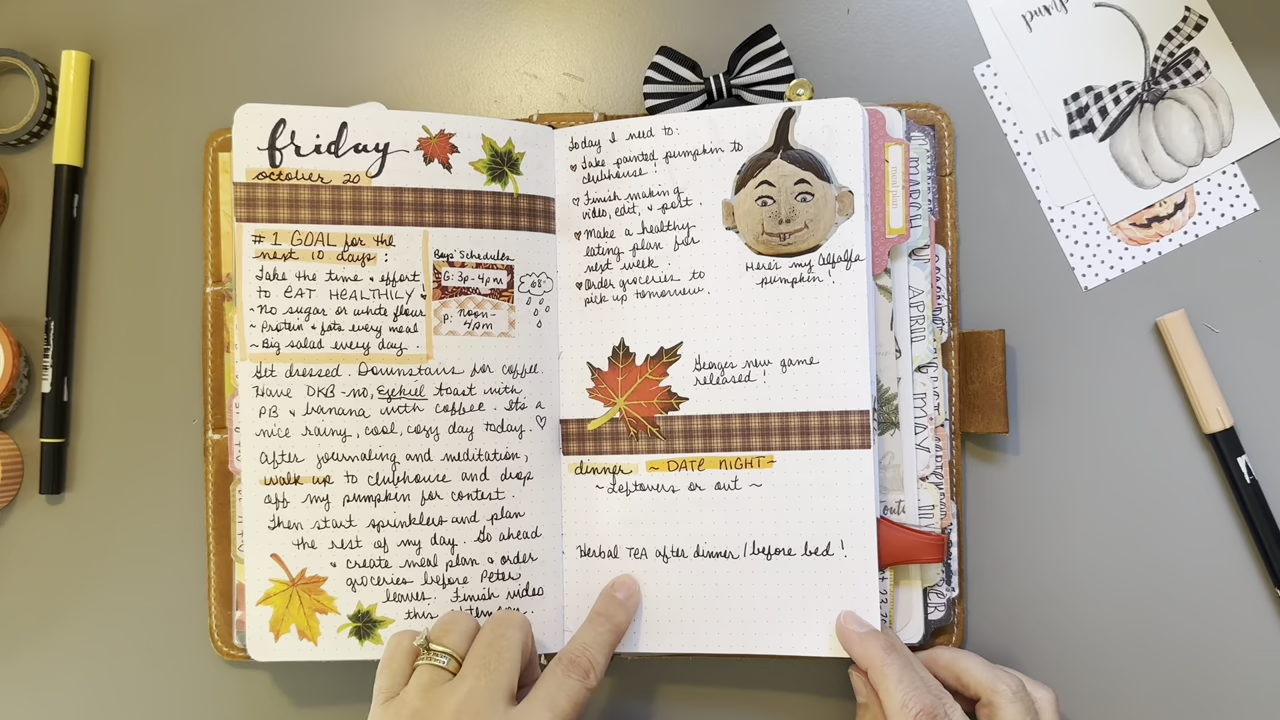 friday
october 20
# 1 GOAL for the
next 10 days:
Take the time & effort
to EAT HEALTHILY
~ No sugar or white flour
~ Protein & fats every meal
~ Big salad every day.
Boys' Schedules
G: 3p-4pm
P: noon-
4pm
68°
Get dressed. Downstairs for coffee.
Have DKB-no, Ezekiel toast with
PB & banana with coffee. It's a
nice rainy, cool, cozy day today.
After journaling and meditation,
walk up to clubhouse and drop
off my pumpkin for contest.
Then start sprinklers and plan
the rest of my day. Go ahead
& create meal plan & order
groceries before Peter
leaves. Finish video
this afternoon.
Today I need to:
Take painted pumpkin to
clubhouse!
Finish making
video, edit, & post.
Make a healthy
eating plan for
next week.
Order groceries to
pick up tomorrow.
Here's my Alfalfa
pumpkin!
George's new game
released!
dinner ~ DATE NIGHT ~
~ Leftovers or out ~
Herbal TEA after dinner / before bed!
meal plan
MARCH
APRIL
MAY